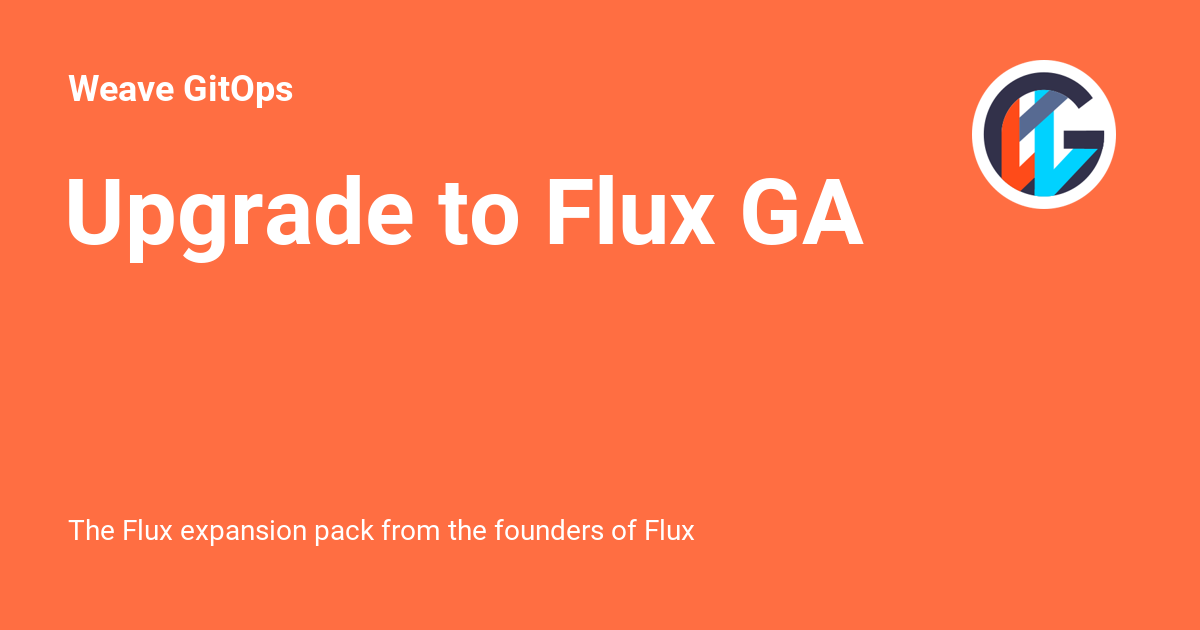 Weave GitOps
Upgrade to Flux GA
The Flux expansion pack from the founders of Flux